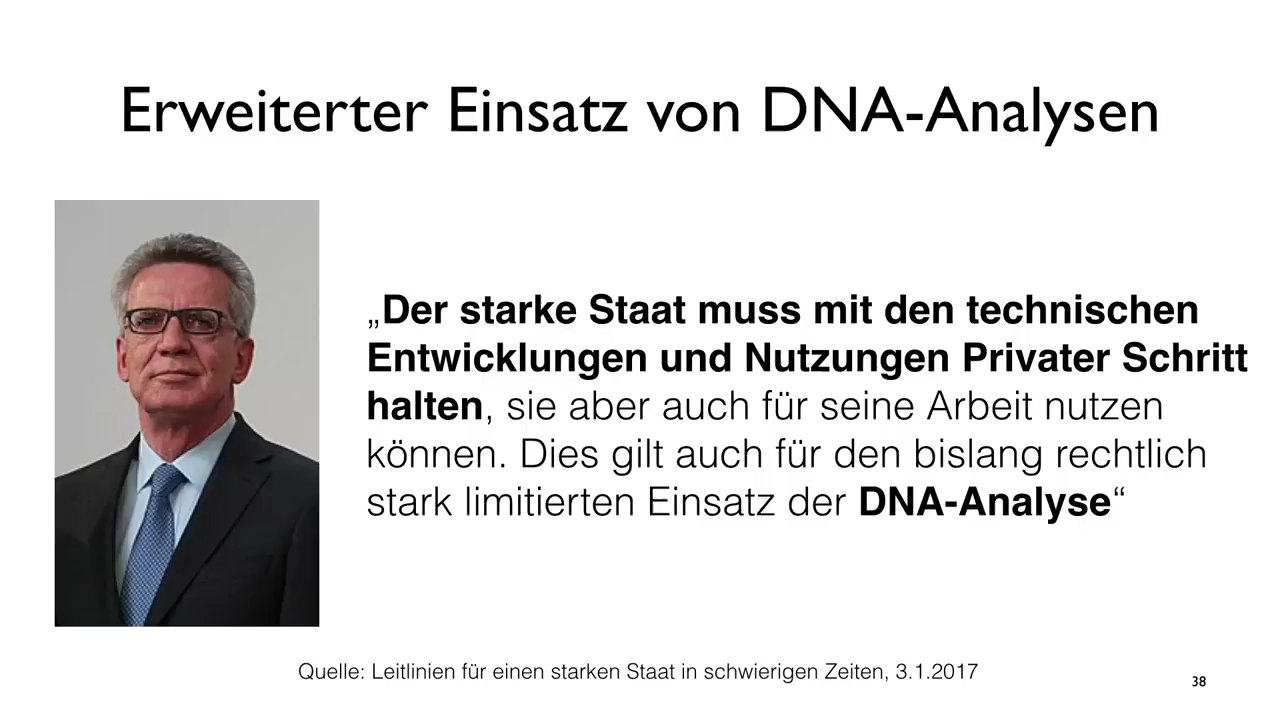 Erweiterter Einsatz von DNA-Analysen
„Der starke Staat muss mit den technischen
Entwicklungen und Nutzungen Privater Schritt
halten, sie aber auch für seine Arbeit nutzen
können. Dies gilt auch für den bislang rechtlich
stark limitierten Einsatz der DNA-Analyse“
Quelle: Leitlinien für einen starken Staat in schwierigen Zeiten, 3.1.2017
38